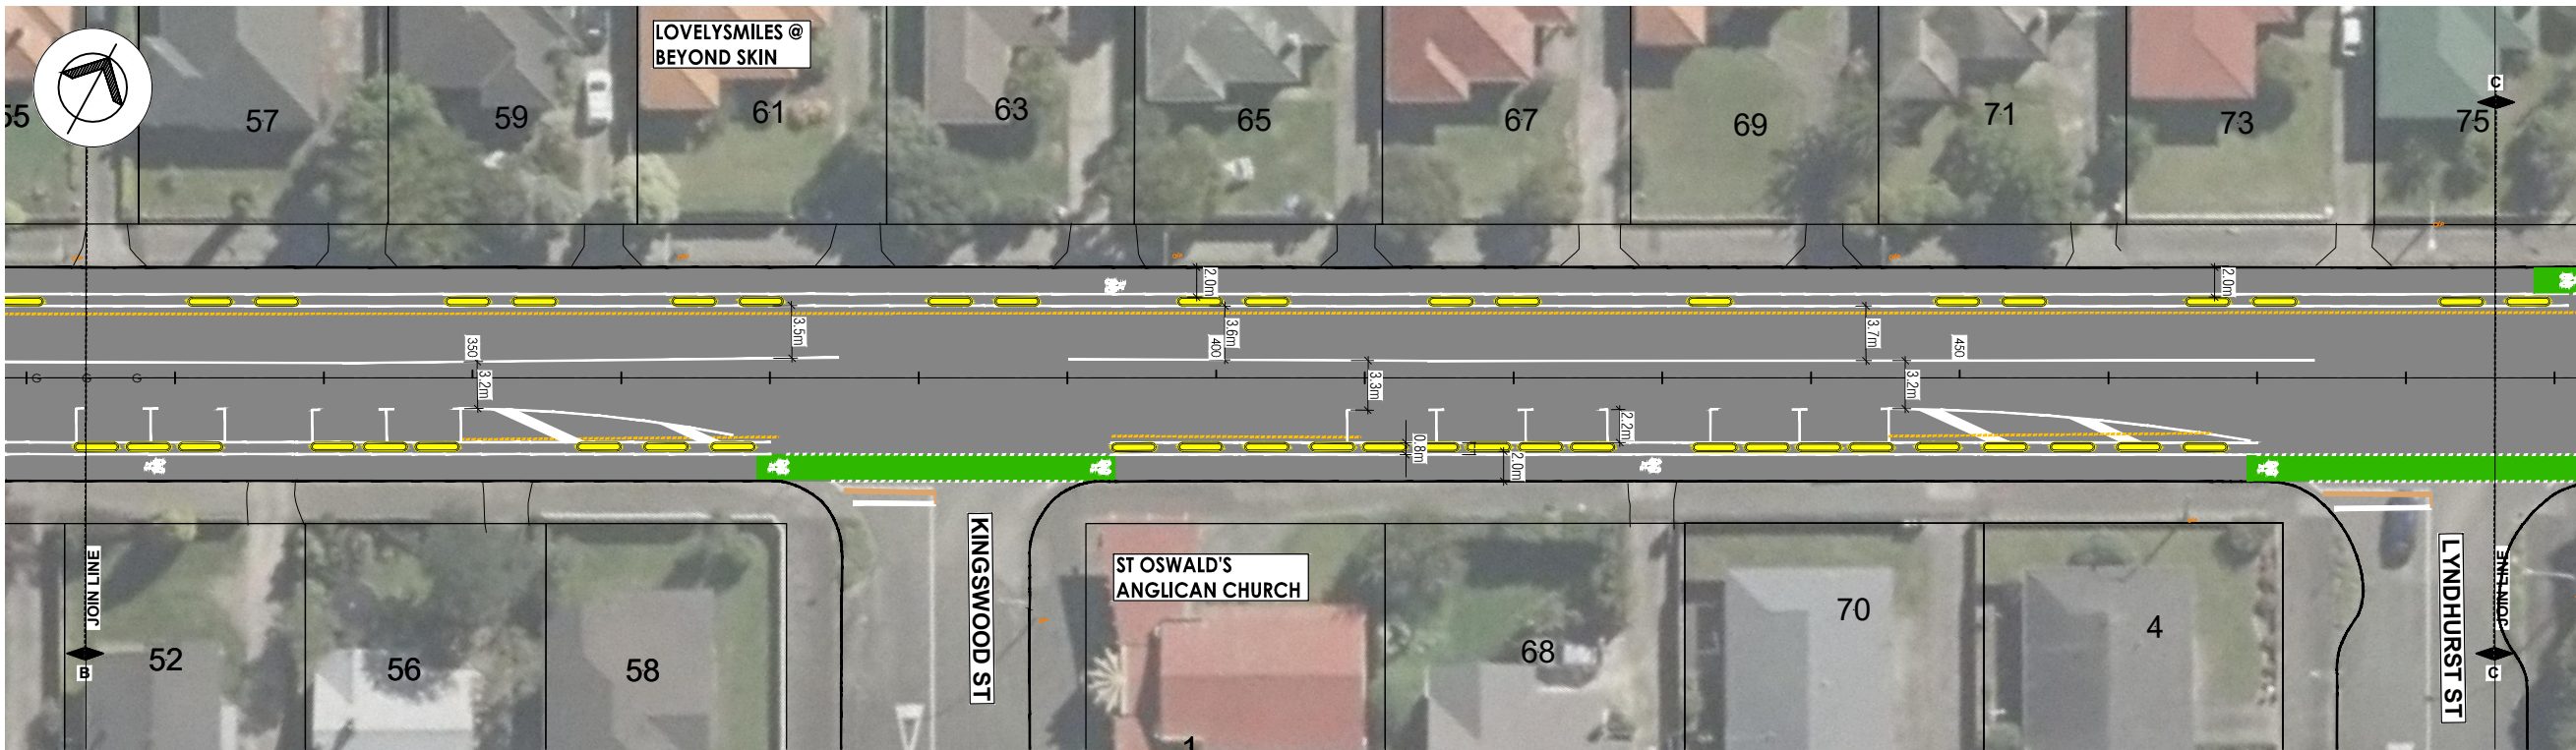 LOVELYSMILES @
BEYOND SKIN
55
57
59
61
63
65
67
69
71
73
75
C
2.0m
2.0m
3.5m
3.6m
3.7m
350
400
450
3.2m
3.3m
3.2m
G
G
G
2.2m
0.8m
2.0m
JOIN LINE
B
52
56
58
KINGSWOOD ST
ST OSWALD'S
ANGLICAN CHURCH
1
68
70
4
LYNDHURST ST
JOIN LINE
C